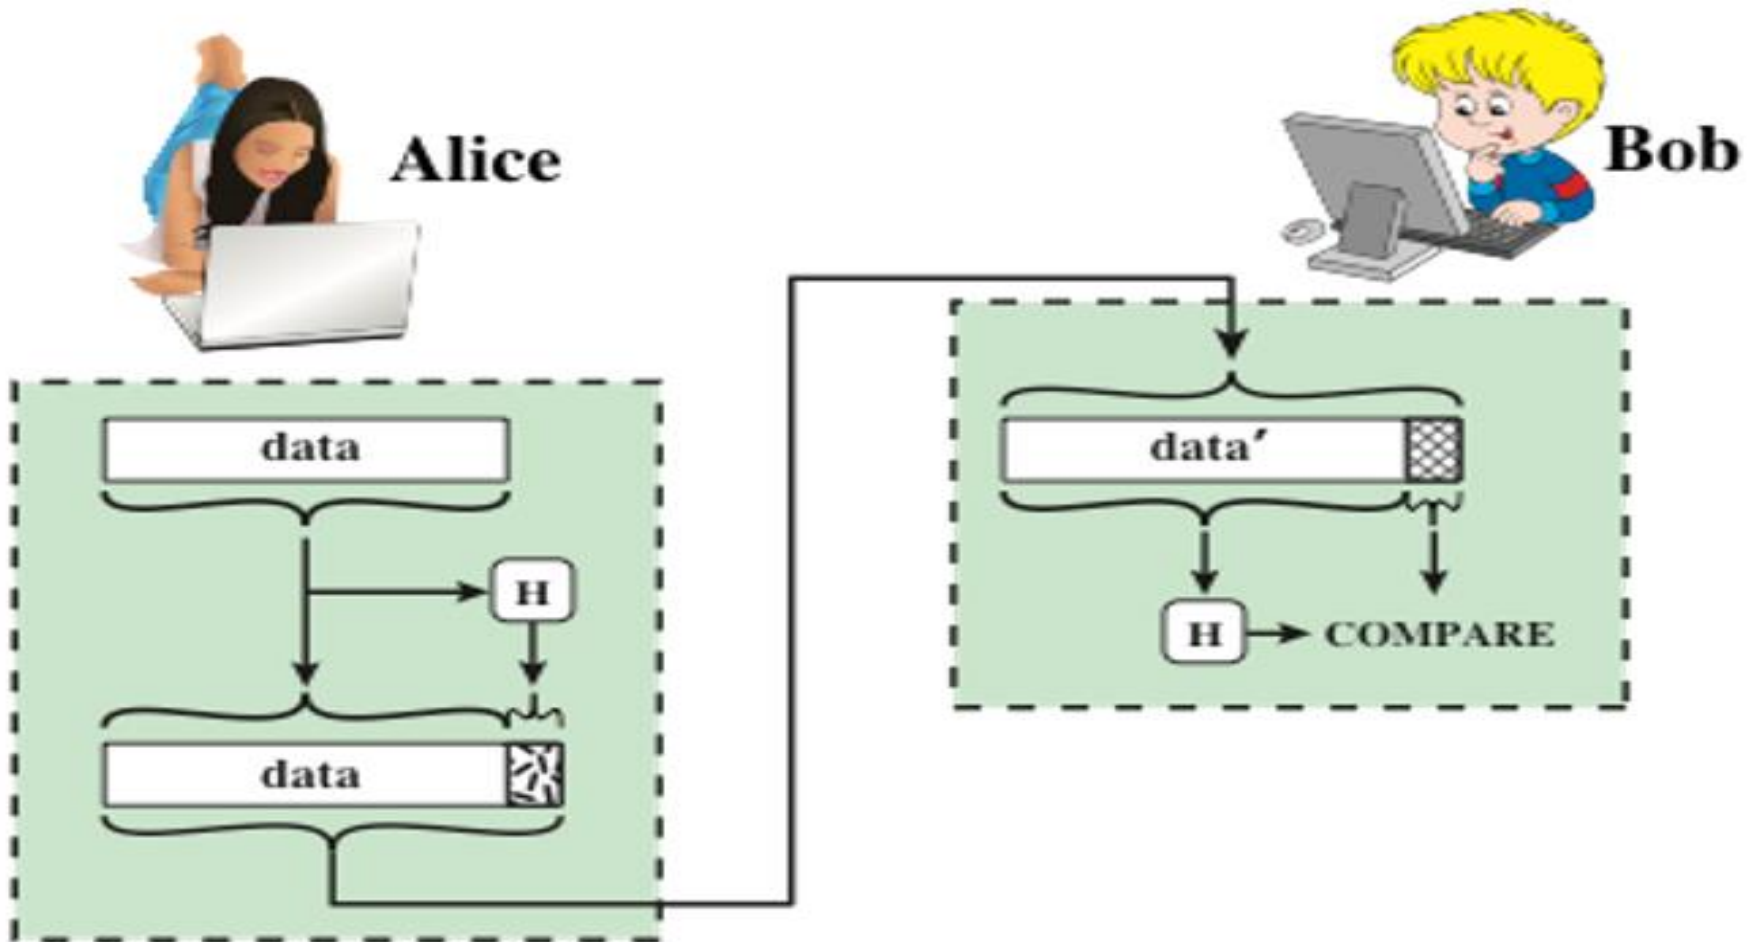 Alice
Bob
data
H
data
data′
H
COMPARE